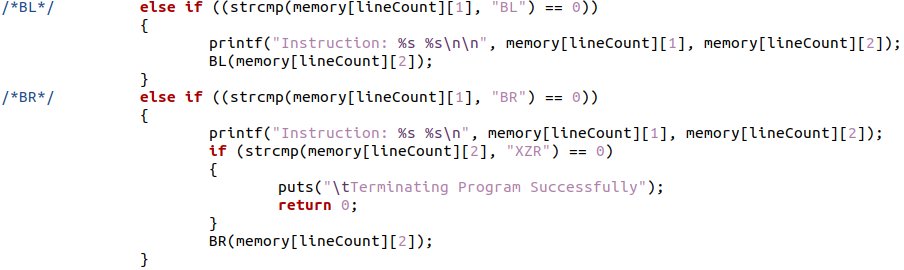 /*BL*/ else if ((strcmp(memory[lineCount][1], "BL") == 0))
{
printf("Instruction: %s %s\n\n", memory[lineCount][1], memory[lineCount][2]);
BL(memory[lineCount][2]);
}
/*BR*/ else if ((strcmp(memory[lineCount][1], "BR") == 0))
{
printf("Instruction: %s %s\n", memory[lineCount][1], memory[lineCount][2]);
if (strcmp(memory[lineCount][2], "XZR") == 0)
{
puts("\tTerminating Program Successfully");
return 0;
}
BR(memory[lineCount][2]);
}